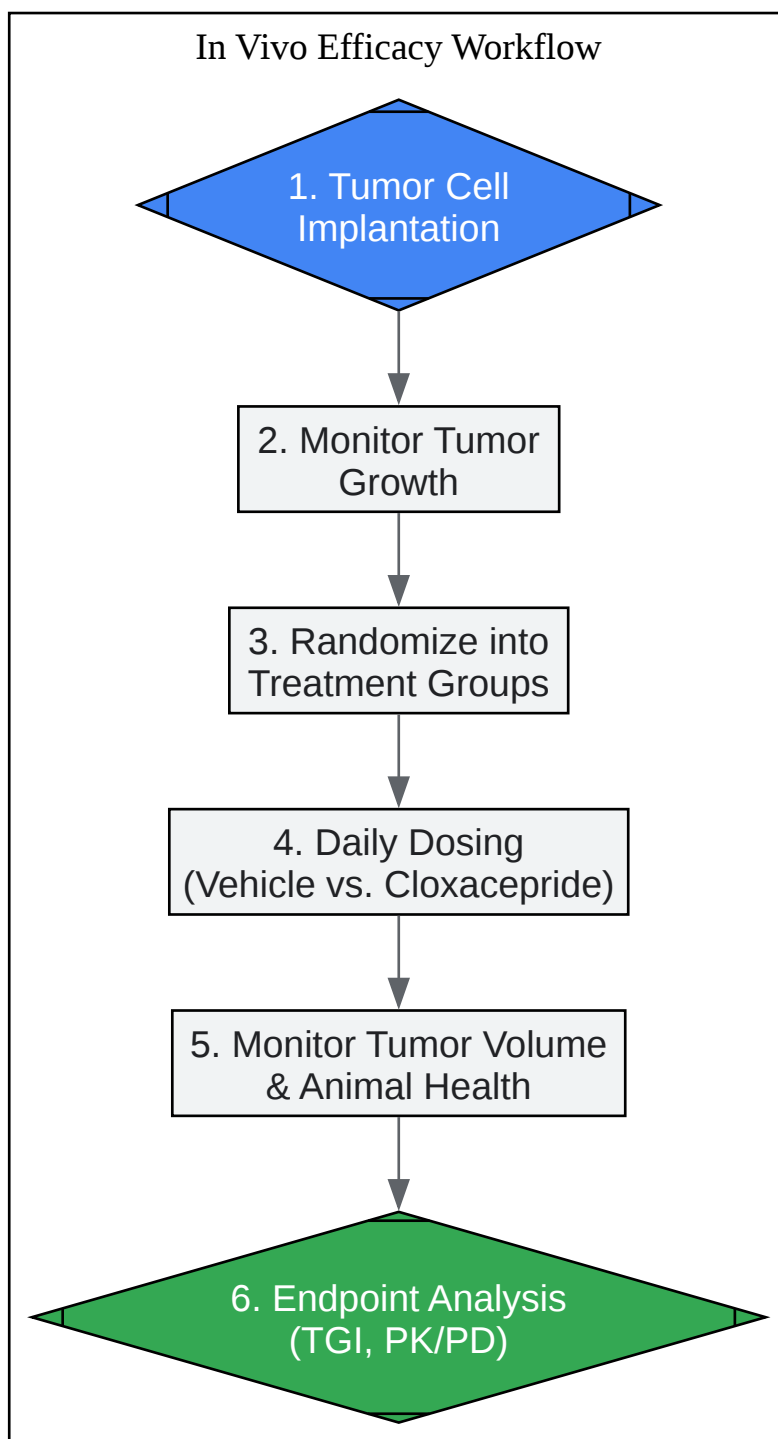 In Vivo Efficacy Workflow
1. Tumor Cell
Implantation
2. Monitor Tumor
Growth
3. Randomize into
Treatment Groups
4. Daily Dosing
(Vehicle vs. Cloxacepride)
5. Monitor Tumor Volume
& Animal Health
6. Endpoint Analysis
(TGI, PK/PD)